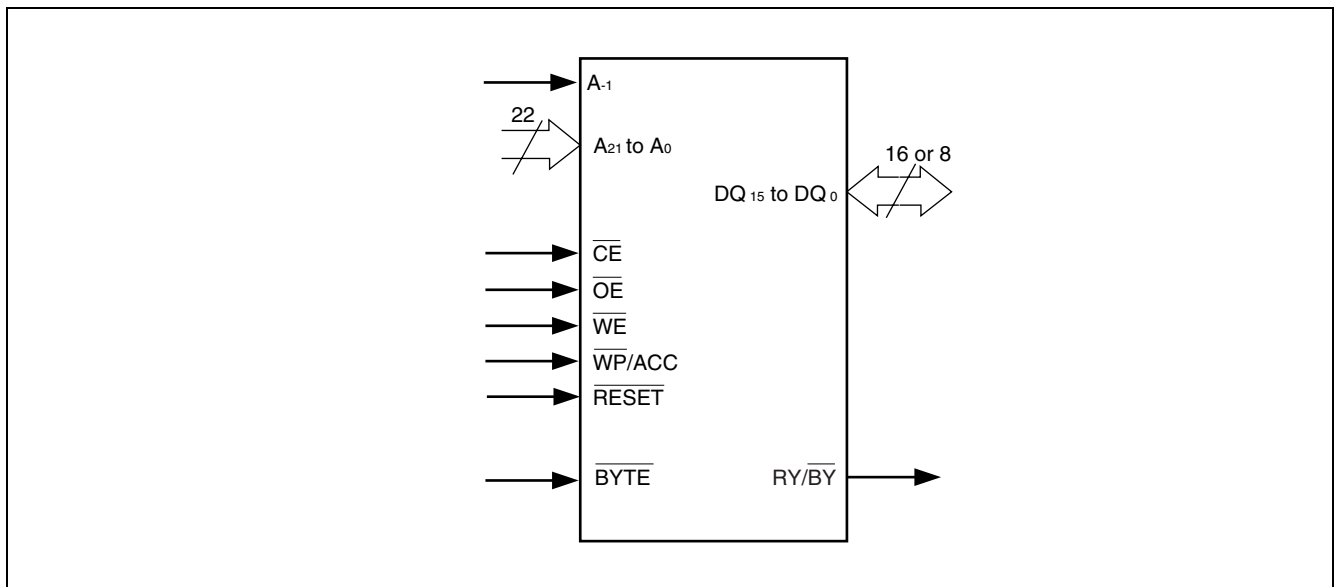 A-1
22
A21 to A0
16 or 8
DQ 15 to DQ 0
CE
OE
WE
WP/ACC
RESET
BYTE
RY/BY